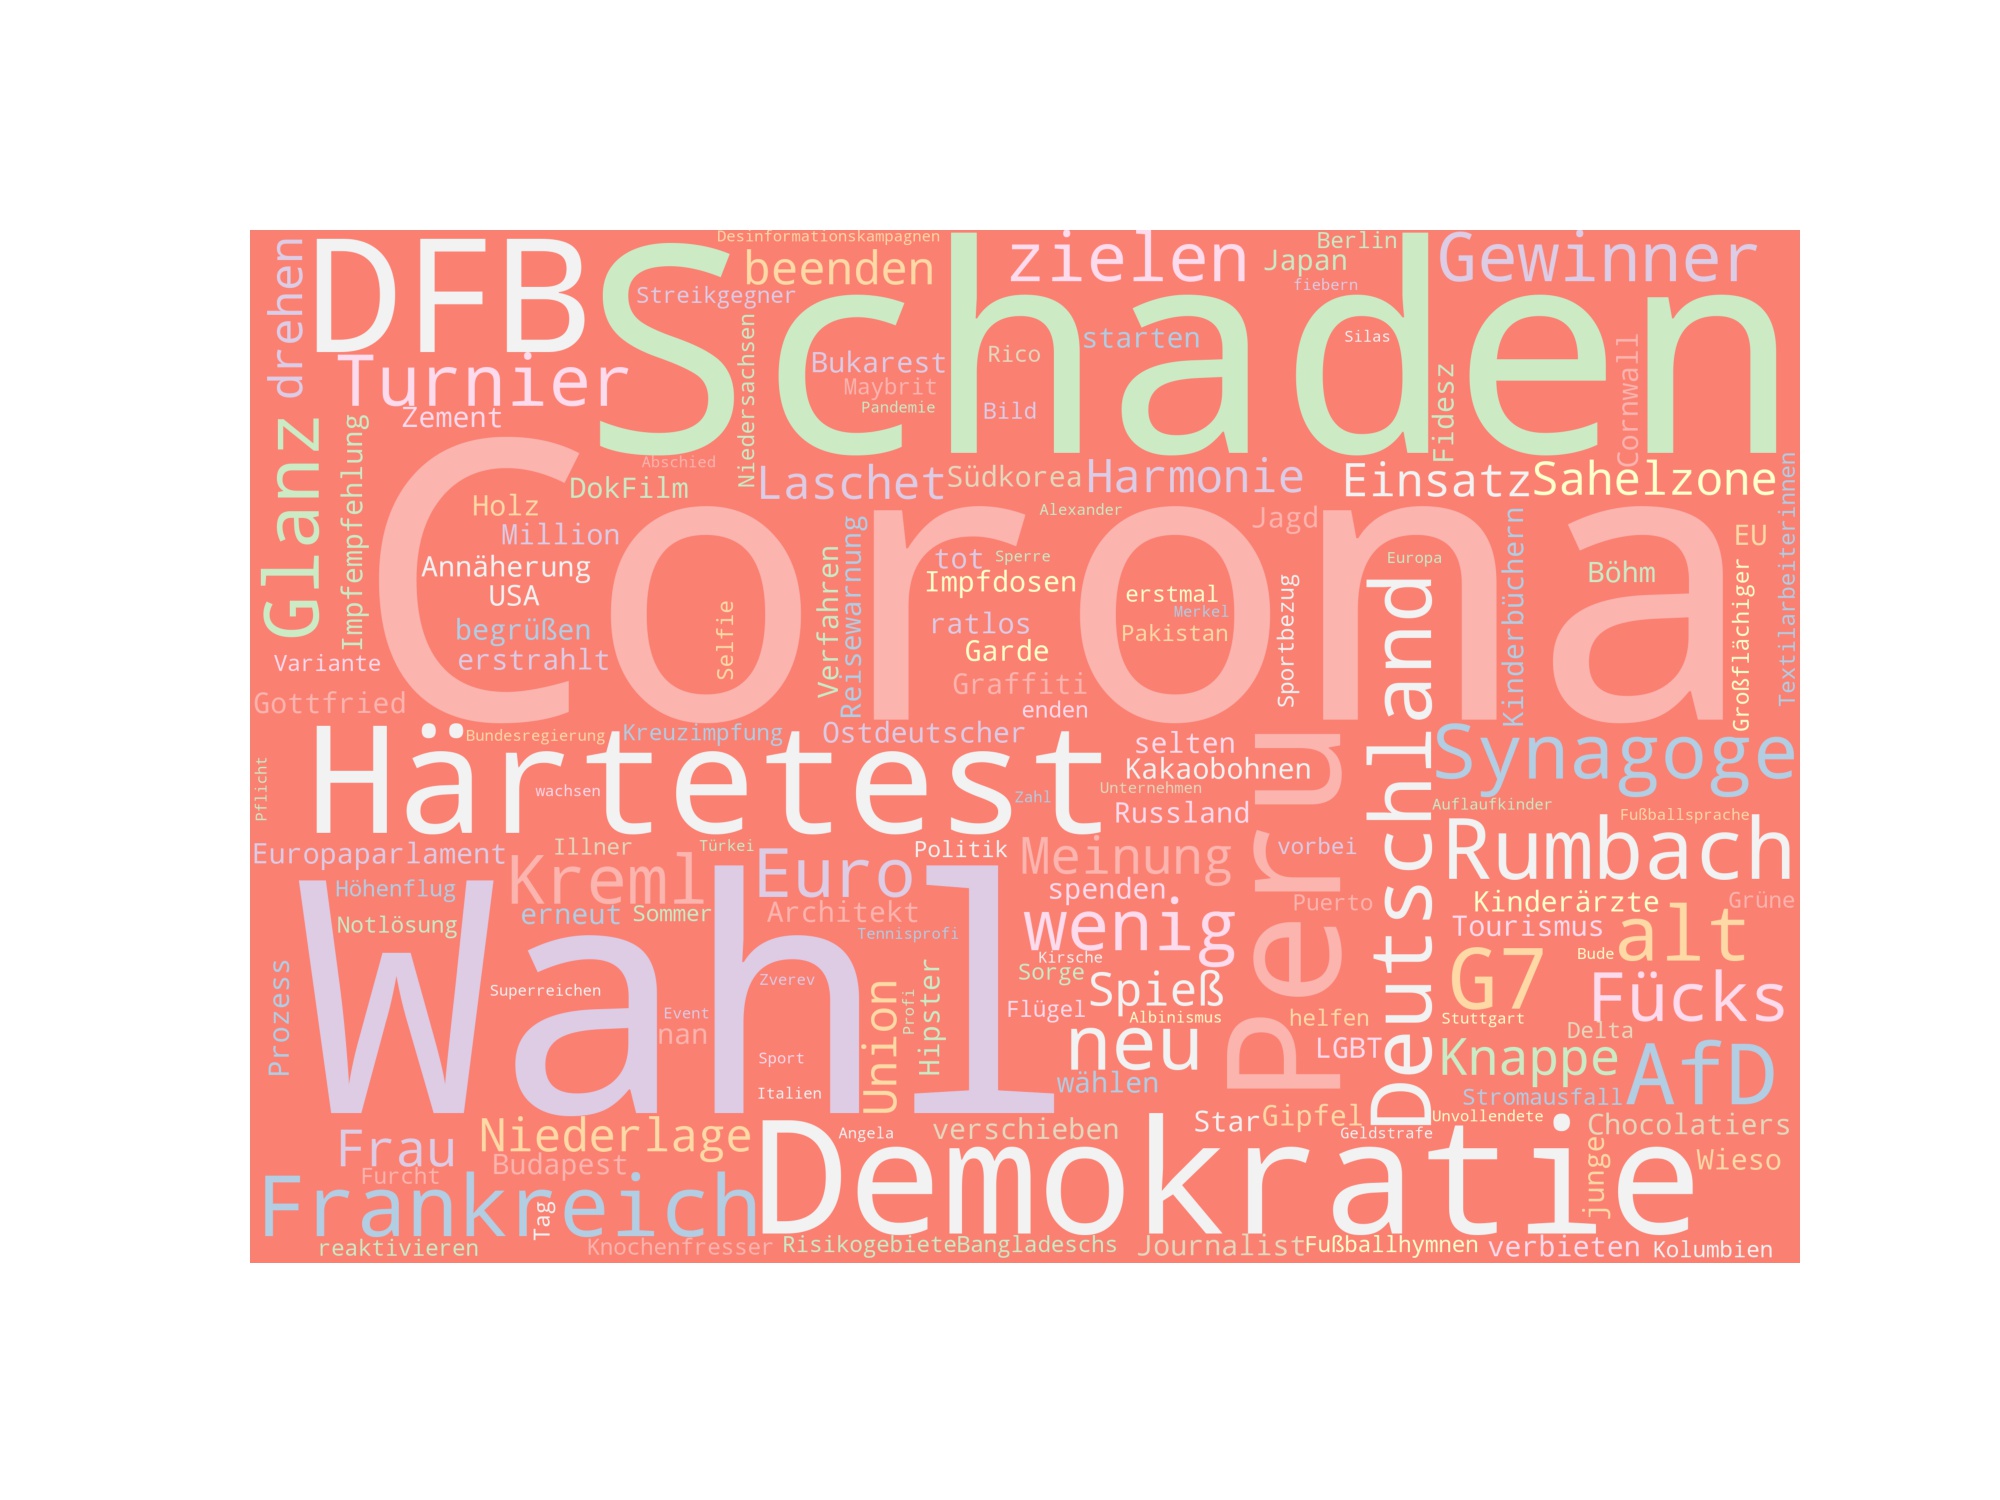 Desinformationskampagnen
Berlin
drehen
DFB
Schaden
beenden
zielen
Japan
Gewinner
Streikgegner
fiebern
starten
Silas
Turnier
Bukarest
Rico
Maybrit
Pandemie
Bild
Niedersachsen
Fidesz
Cornwall
Zement
Glanz
Impfempfehlung
Abschied
DokFilm
Laschet
Südkorea
Harmonie
Einsatz
Sahelzone
Textilarbeiterinnen
Corona
Holz
Million
Alexander
Jagd
Kinderbüchern
EU
Annäherung
USA
Verfahren
Reisewarnung
tot
Sperre
Impfdosen
Europa
Böhm
Großflächiger
erstmal
Merkel
Pakistan
Sportbezug
Deutschland
begrüßen
erstrahlt
Selfie
ratlos
Garde
Graffiti
enden
Variante
Gottfried
Härtetest
Bundesregierung
Kreuzimpfung
Ostdeutscher
selten
Kakaobohnen
Peru
Synagoge
Pflicht
wachsen
Zahl
Unternehmen
Russland
Auflaufkinder
Fußballsprache
Europaparlament
Illner
Türkei
Politik
Meinung
vorbei
Rumbach
Kreml
Euro
Wahl
Höhenflug
spenden
Puerto
Kinderärzte
Grüne
Notlösung
erneut
Sommer
Architekt
wenig
Tourismus
alt
Tennisprofi
Kirsche
Bude
Prozess
Zverev
Sorge
Spieß
G7
Fücks
Superreichen
Union
Profi
Hipster
Flügel
Albinismus
helfen
Stuttgart
Event
nan
neu
LGBT
Delta
Knappe
AfD
Sport
Italien
wählen
Stromausfall
Frau
Niederlage
Demokratie
Angela
verschieben
Star
Gipfel
Geldstrafe
Unvollendete
Chocolatiers
Budapest
Furcht
junge
Wieso
Frankreich
Tag
reaktivieren
Knochenfresser
Risikogebiete
Bangladeschs
Journalist
Fußballhymnen
verbieten
Kolumbien